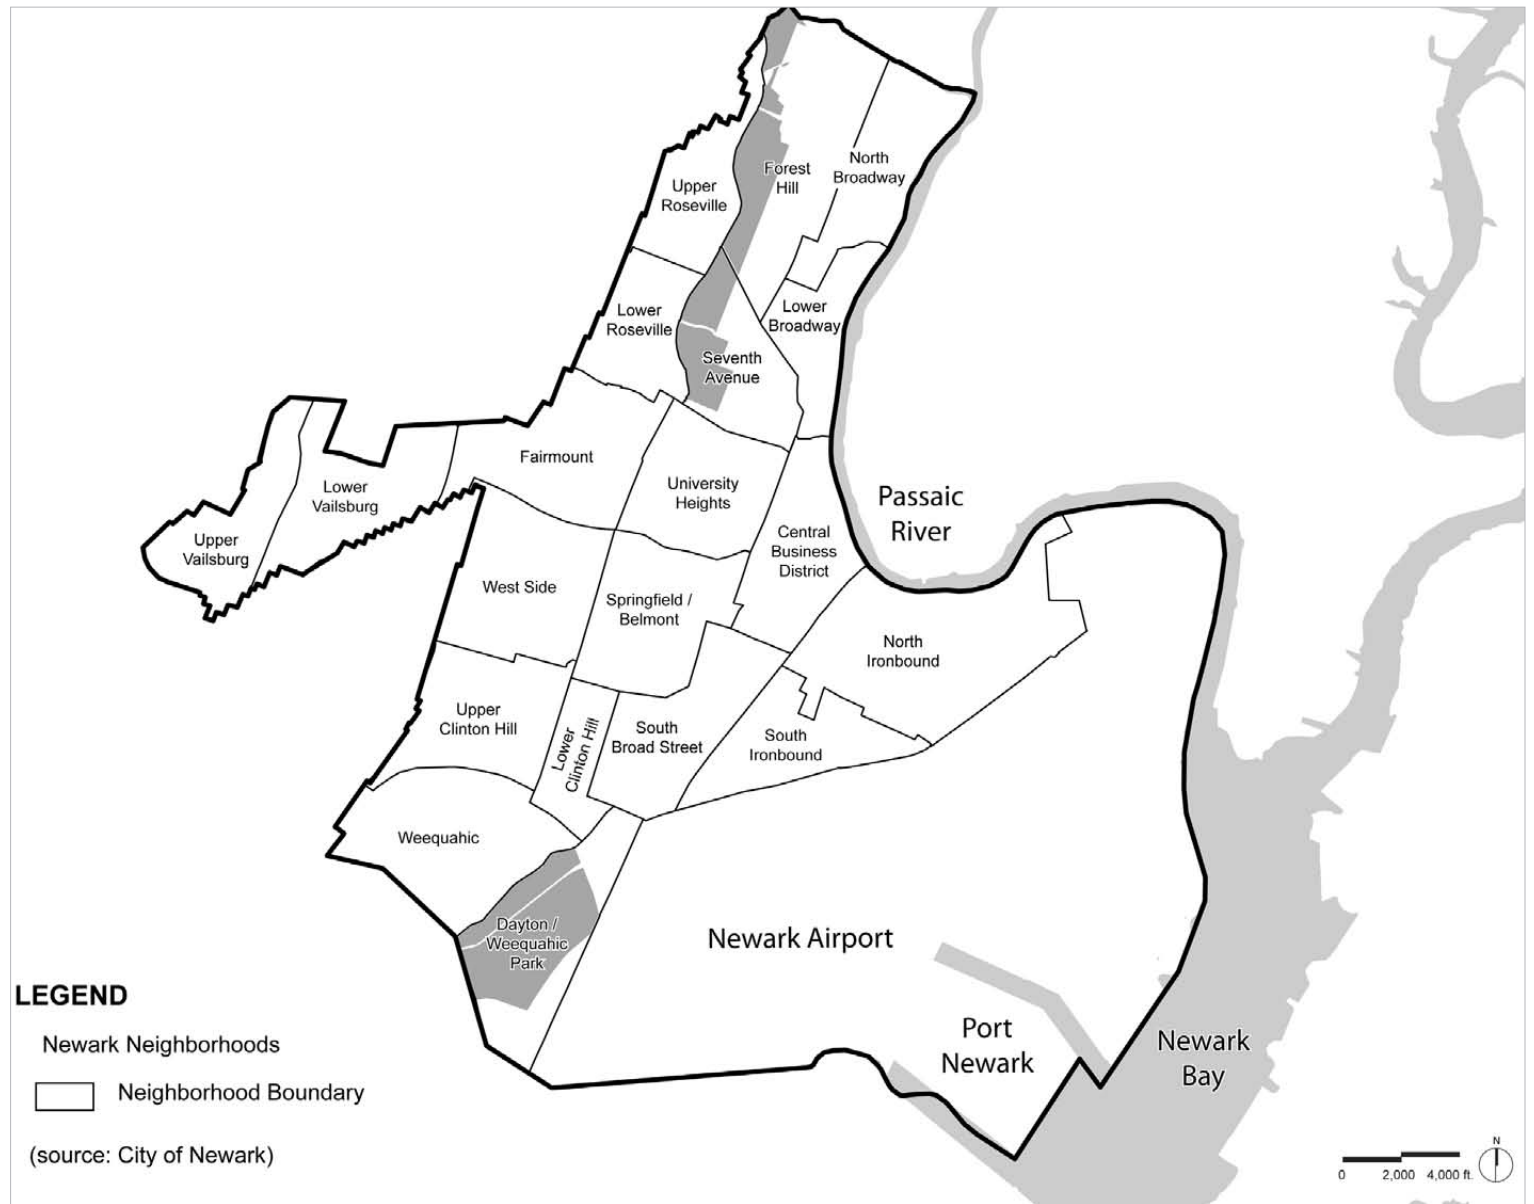 North
Broadway
Forest
Hill
Upper
Roseville
Lower
Roseville
Lower
Broadway
Seventh
Avenue
Fairmount
University
Heights
Lower
Vailsburg
Upper
Vailsburg
Passaic
River
Central
Business
District
West Side
Springfield /
Belmont
North
Ironbound
Upper
Clinton Hill
Lower
Clinton Hill
South
Broad Street
South
Ironbound
Weequahic
Dayton /
Weequahic
Park
Newark Airport
Port
Newark
Newark
Bay
LEGEND
Newark Neighborhoods
Neighborhood Boundary
(source: City of Newark)
N
0 2,000 4,000 ft.